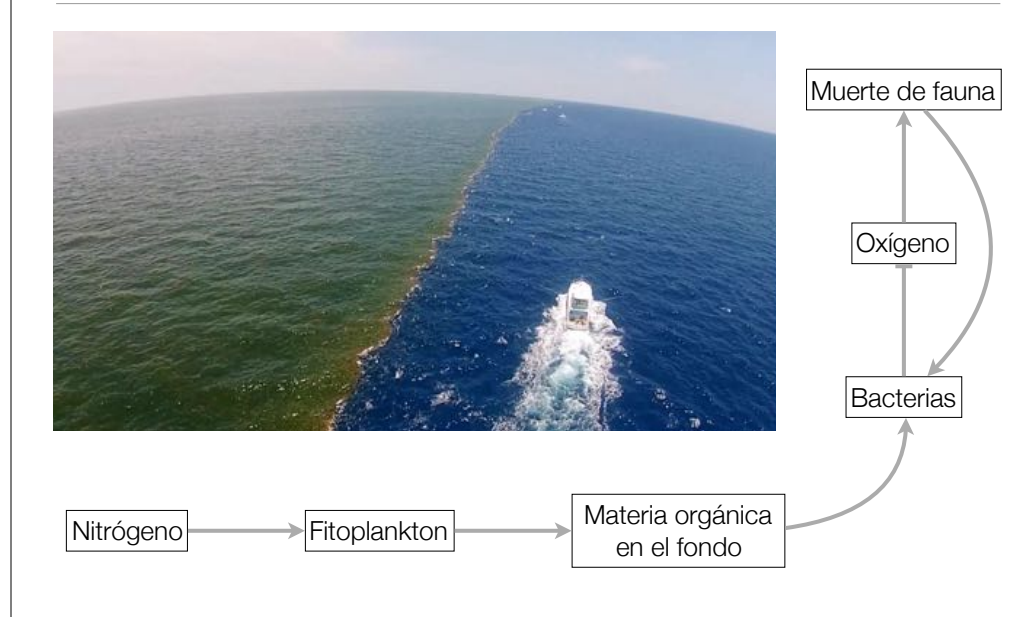 Muerte de fauna
Oxígeno
Bacterias
Nitrógeno
Fitoplankton
Materia orgánica
en el fondo